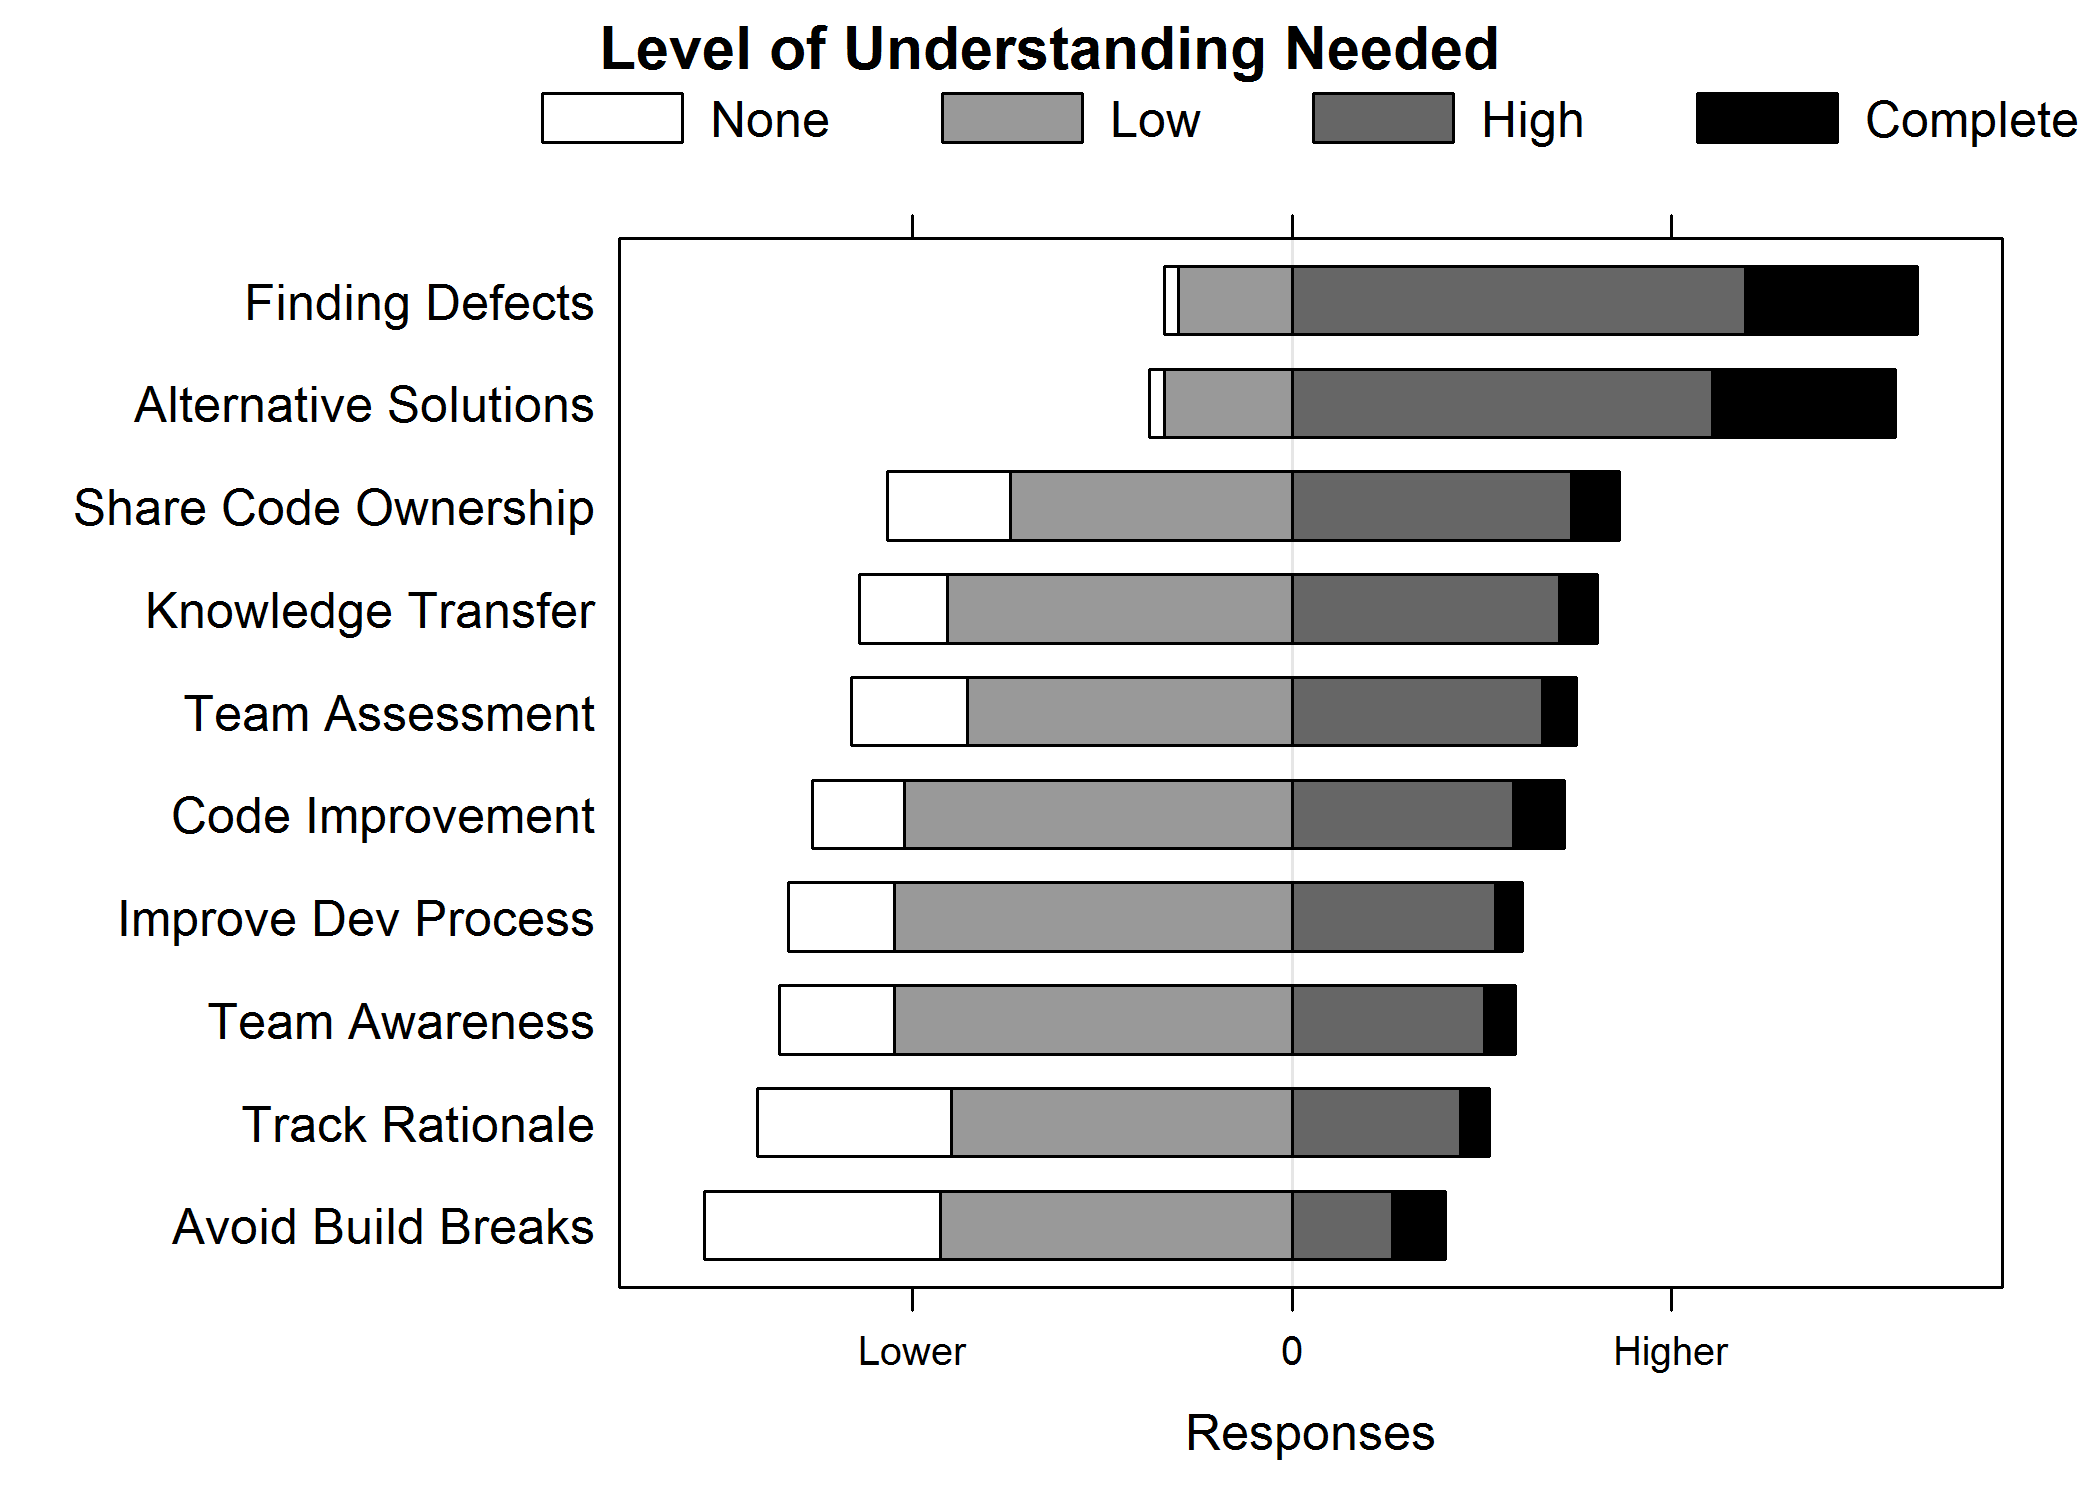 Level of Understanding Needed
None Low High Complete
Finding Defects
Alternative Solutions
Share Code Ownership
Knowledge Transfer
Team Assessment
Code Improvement
Improve Dev Process
Team Awareness
Track Rationale
Avoid Build Breaks
Lower 0 Higher
Responses